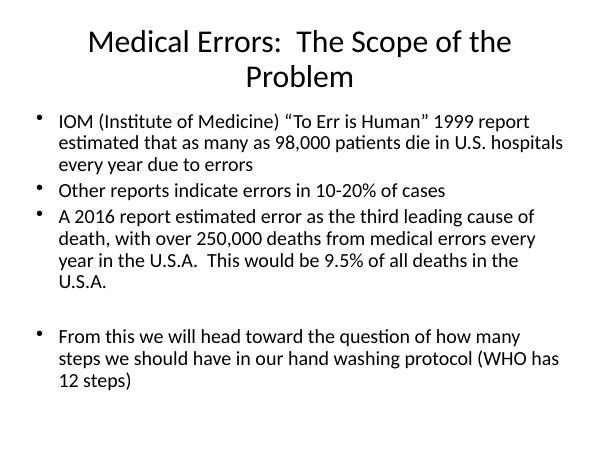 Medical Errors:  The Scope of the
Problem
• IOM (Institute of Medicine) “To Err is Human” 1999 report
estimated that as many as 98,000 patients die in U.S. hospitals
every year due to errors
• Other reports indicate errors in 10-20% of cases
• A 2016 report estimated error as the third leading cause of
death, with over 250,000 deaths from medical errors every
year in the U.S.A.  This would be 9.5% of all deaths in the
U.S.A.
• From this we will head toward the question of how many
steps we should have in our hand washing protocol (WHO has
12 steps)